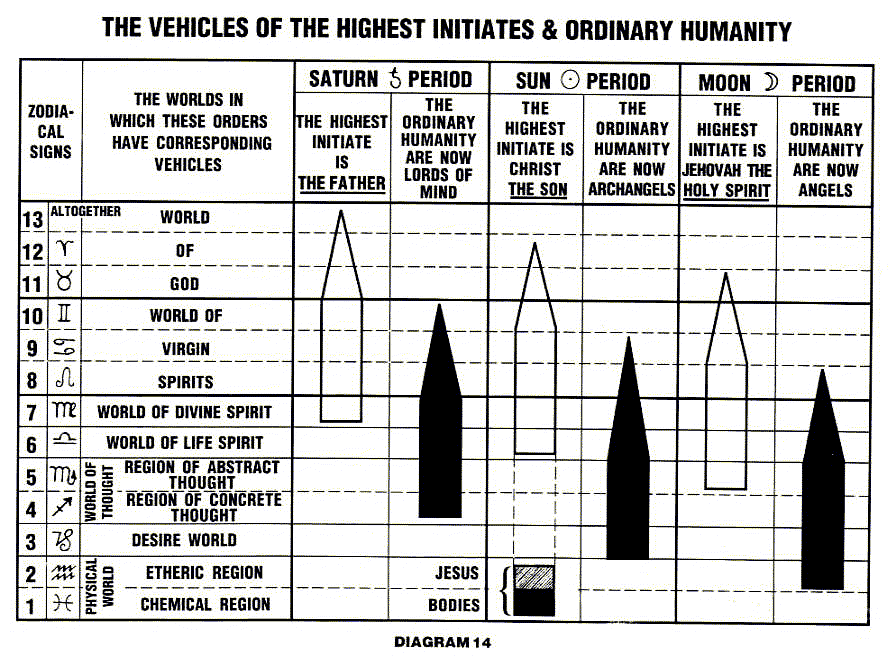 THE VEHICLES OF THE HIGHEST INITIATES & ORDINARY HUMANITY
ZODIA-
CAL
SIGNS
THE WORLDS IN
WHICH THESE ORDERS
HAVE CORRESPONDING
VEHICLES
SATURN ♄ PERIOD
THE HIGHEST
INITIATE
IS
THE FATHER
THE
ORDINARY
HUMANITY
ARE NOW
LORDS OF
MIND
SUN ☉ PERIOD
THE
HIGHEST
INITIATE IS
CHRIST
THE SON
THE
ORDINARY
HUMANITY
ARE NOW
ARCHANGELS
MOON ☽ PERIOD
THE
HIGHEST
INITIATE IS
JEHOVAH THE
HOLY SPIRIT
THE
ORDINARY
HUMANITY
ARE NOW
ANGELS
13 ALTOGETHER WORLD
12 ♈ OF
11 ♉ GOD
10 ♊ WORLD OF
9 ♋ VIRGIN
8 ♌ SPIRITS
7 ♍ WORLD OF DIVINE SPIRIT
6 ♎ WORLD OF LIFE SPIRIT
WORLD OF
THOUGHT
5 ♏ REGION OF ABSTRACT
THOUGHT
4 ♐ REGION OF CONCRETE
THOUGHT
3 ♑ DESIRE WORLD
PHYSICAL
WORLD
2 ♒ ETHERIC REGION JESUS
1 ♓ CHEMICAL REGION BODIES
DIAGRAM 14